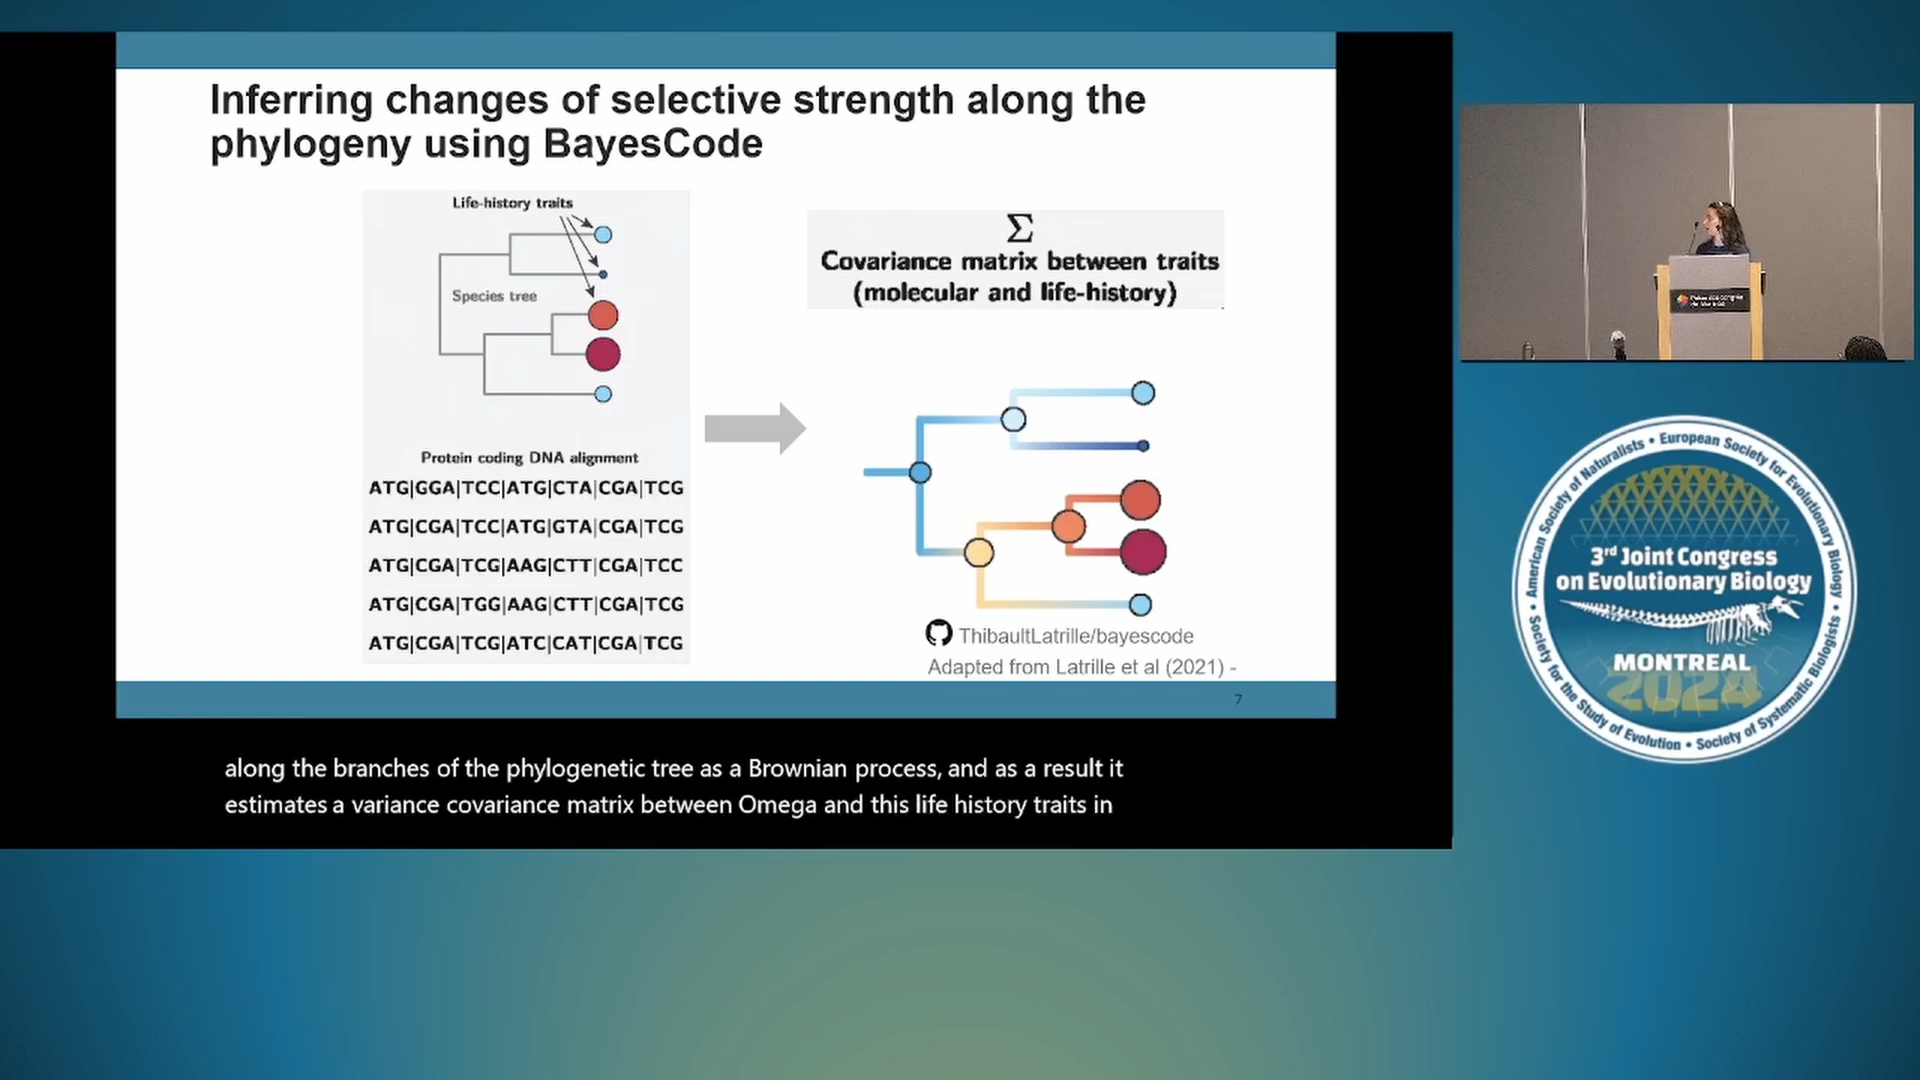 Inferring changes of selective strength along the
phylogeny using BayesCode
Life-history traits
Species tree
Protein coding DNA alignment
ATG|GGA|TCC|ATG|CTA|CGA|TCG
ATG|CGA|TCC|ATG|GTA|CGA|TCG
ATG|CGA|TCG|AAG|CTT|CGA|TCC
ATG|CGA|TGG|AAG|CTT|CGA|TCG
ATG|CGA|TCG|ATC|CAT|CGA|TCG
Σ
Covariance matrix between traits
(molecular and life-history)
ThibaultLatrille/bayescode
Adapted from Latrille et al (2021) -
7
along the branches of the phylogenetic tree as a Brownian process, and as a result it
estimates a variance covariance matrix between Omega and this life history traits in
American Society of Naturalists • European Society for Evolutionary Biology •
Society for the Study of Evolution • Society of Systematic Biologists •
3rd Joint Congress
on Evolutionary Biology
MONTREAL
2024